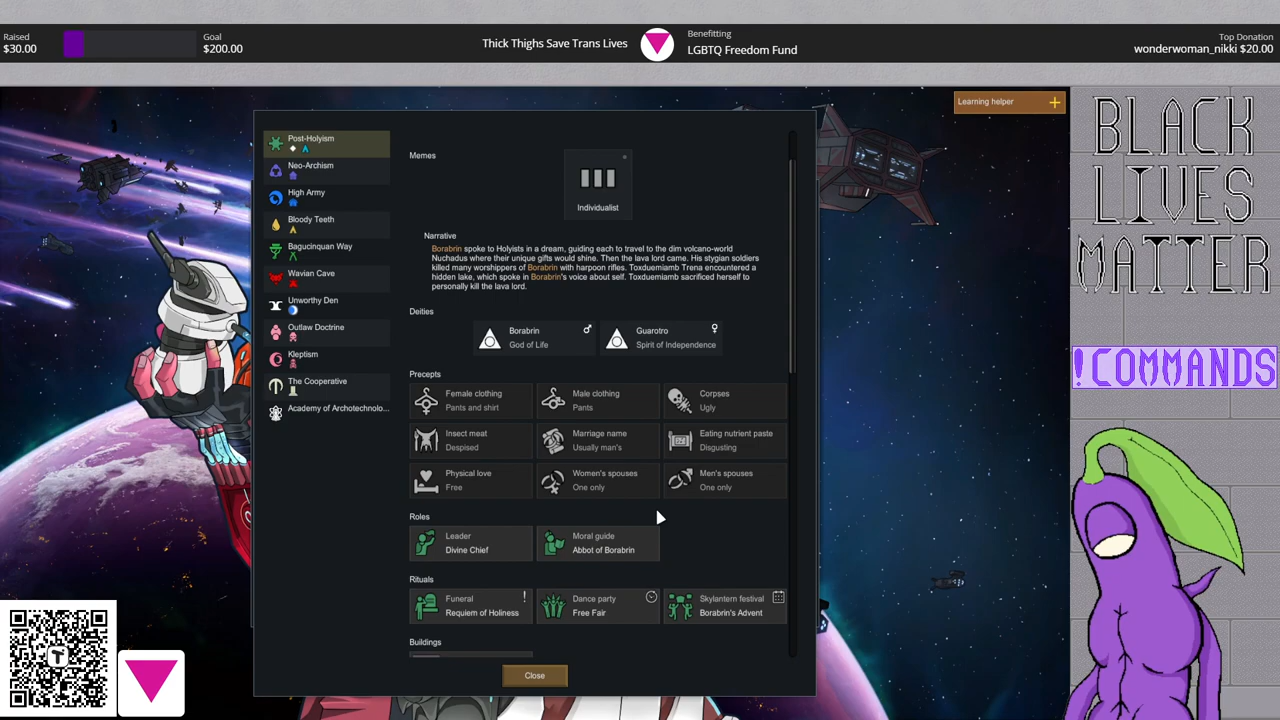 Raised
$30.00
Goal
$200.00
Thick Thighs Save Trans Lives
Benefitting
LGBTQ Freedom Fund
Top Donation
wonderwoman_nikki $20.00
Learning helper
Post-Holyism
Neo-Archism
High Army
Bloody Teeth
Bagucinquan Way
Wavian Cave
Unworthy Den
Outlaw Doctrine
Kleptism
The Cooperative
Academy of Archotechnolo...
Memes
Individualist
Narrative
Borabrin spoke to Holyists in a dream, guiding each to travel to the dim volcano-world
Nuchadus where their unique gifts would shine. Then the lava lord came. His stygian soldiers
killed many worshippers of Borabrin with harpoon rifles. Toxduemiamb Trena encountered a
hidden lake, which spoke in Borabrin's voice about self. Toxduemiamb sacrificed herself to
personally kill the lava lord.
Deities
Borabrin
God of Life
Guarotro
Spirit of Independence
Precepts
Female clothing
Pants and shirt
Male clothing
Pants
Corpses
Ugly
Insect meat
Despised
Marriage name
Usually man's
Eating nutrient paste
Disgusting
Physical love
Free
Women's spouses
One only
Men's spouses
One only
Roles
Leader
Divine Chief
Moral guide
Abbot of Borabrin
Rituals
Funeral
Requiem of Holiness
Dance party
Free Fair
Skylantern festival
Borabrin's Advent
Buildings
Close
BLACK
LIVES
MATTER
!COMMANDS